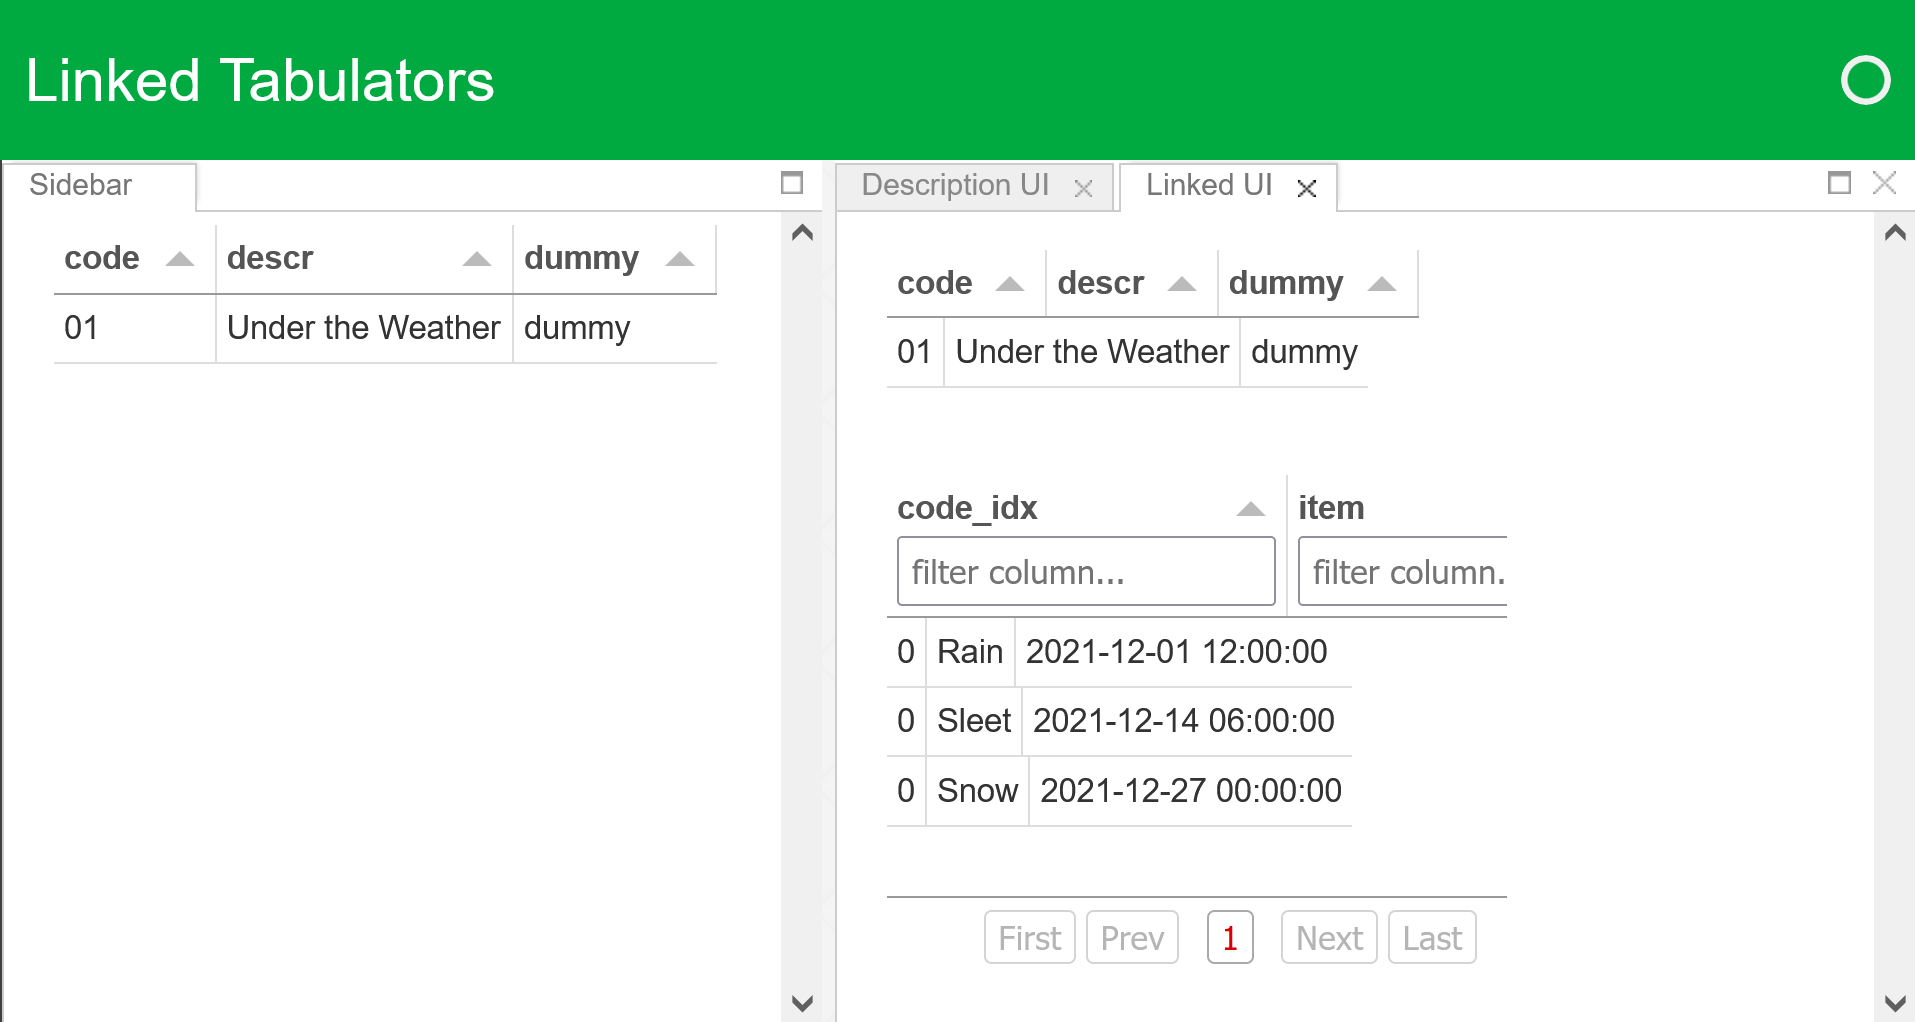 Linked Tabulators
Sidebar
code descr dummy
01 Under the Weather dummy
Description UI Linked UI
code descr dummy
01 Under the Weather dummy
code_idx item
filter column... filter column.
0 Rain 2021-12-01 12:00:00
0 Sleet 2021-12-14 06:00:00
0 Snow 2021-12-27 00:00:00
First Prev 1 Next Last